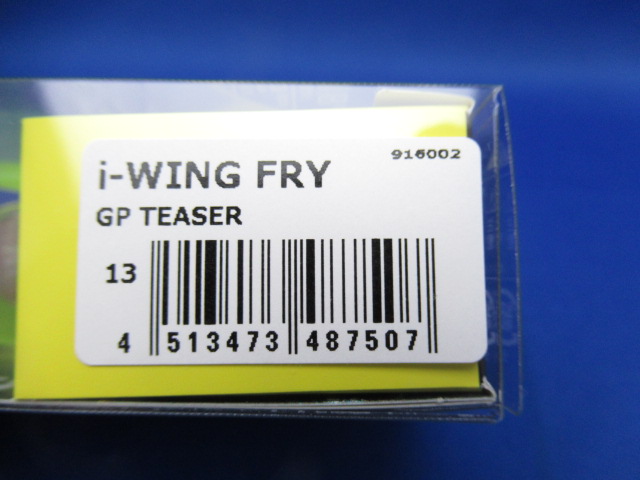 916002
i-WING FRY
GP TEASER
13
4 513473 487507